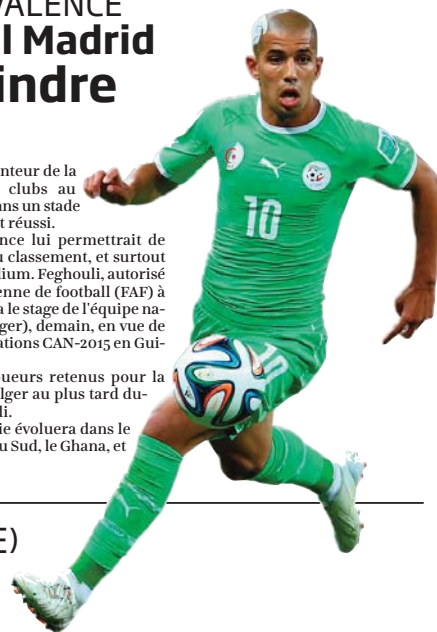 VALENCE
l Madrid
indre
nteur de la
clubs au
ans un stade
t réussi.
nce lui permettrait de
u classement, et surtout
dium. Feghouli, autorisé
enne de football (FAF) à
a le stage de l'équipe na-
ger), demain, en vue de
ations CAN-2015 en Gui-
oueurs retenus pour la
lger au plus tard du-
li.
ie évoluera dans le
u Sud, le Ghana, et
E)
10
10